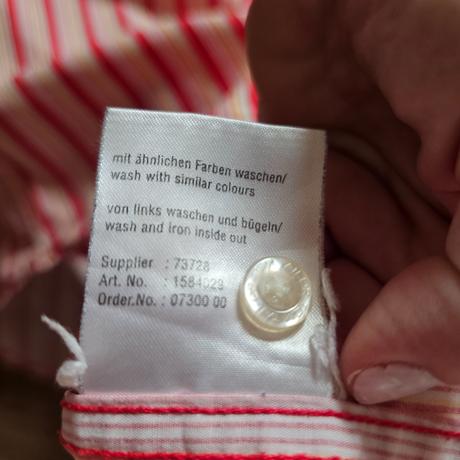 mit ähnlichen Farben waschen/
wash with similar colours
von links waschen und bügeln/
wash and iron inside out
Supplier : 73728
Art. No. : 1584029
Order.No. : 07300 00